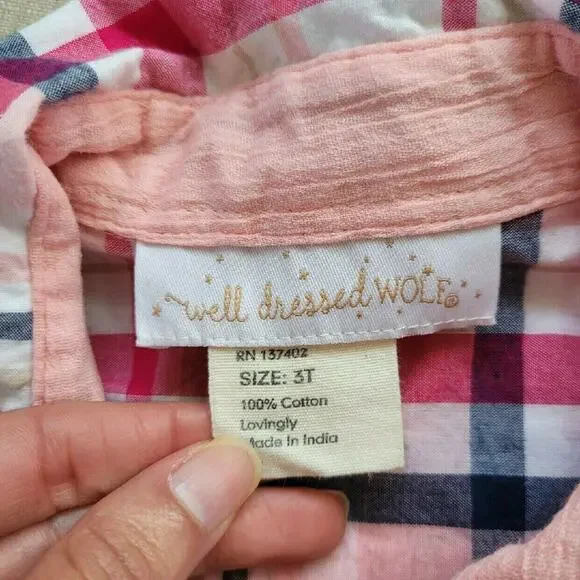 well dressed WOLF®
RN 137402
SIZE: 3T
100% Cotton
Lovingly
Made In India